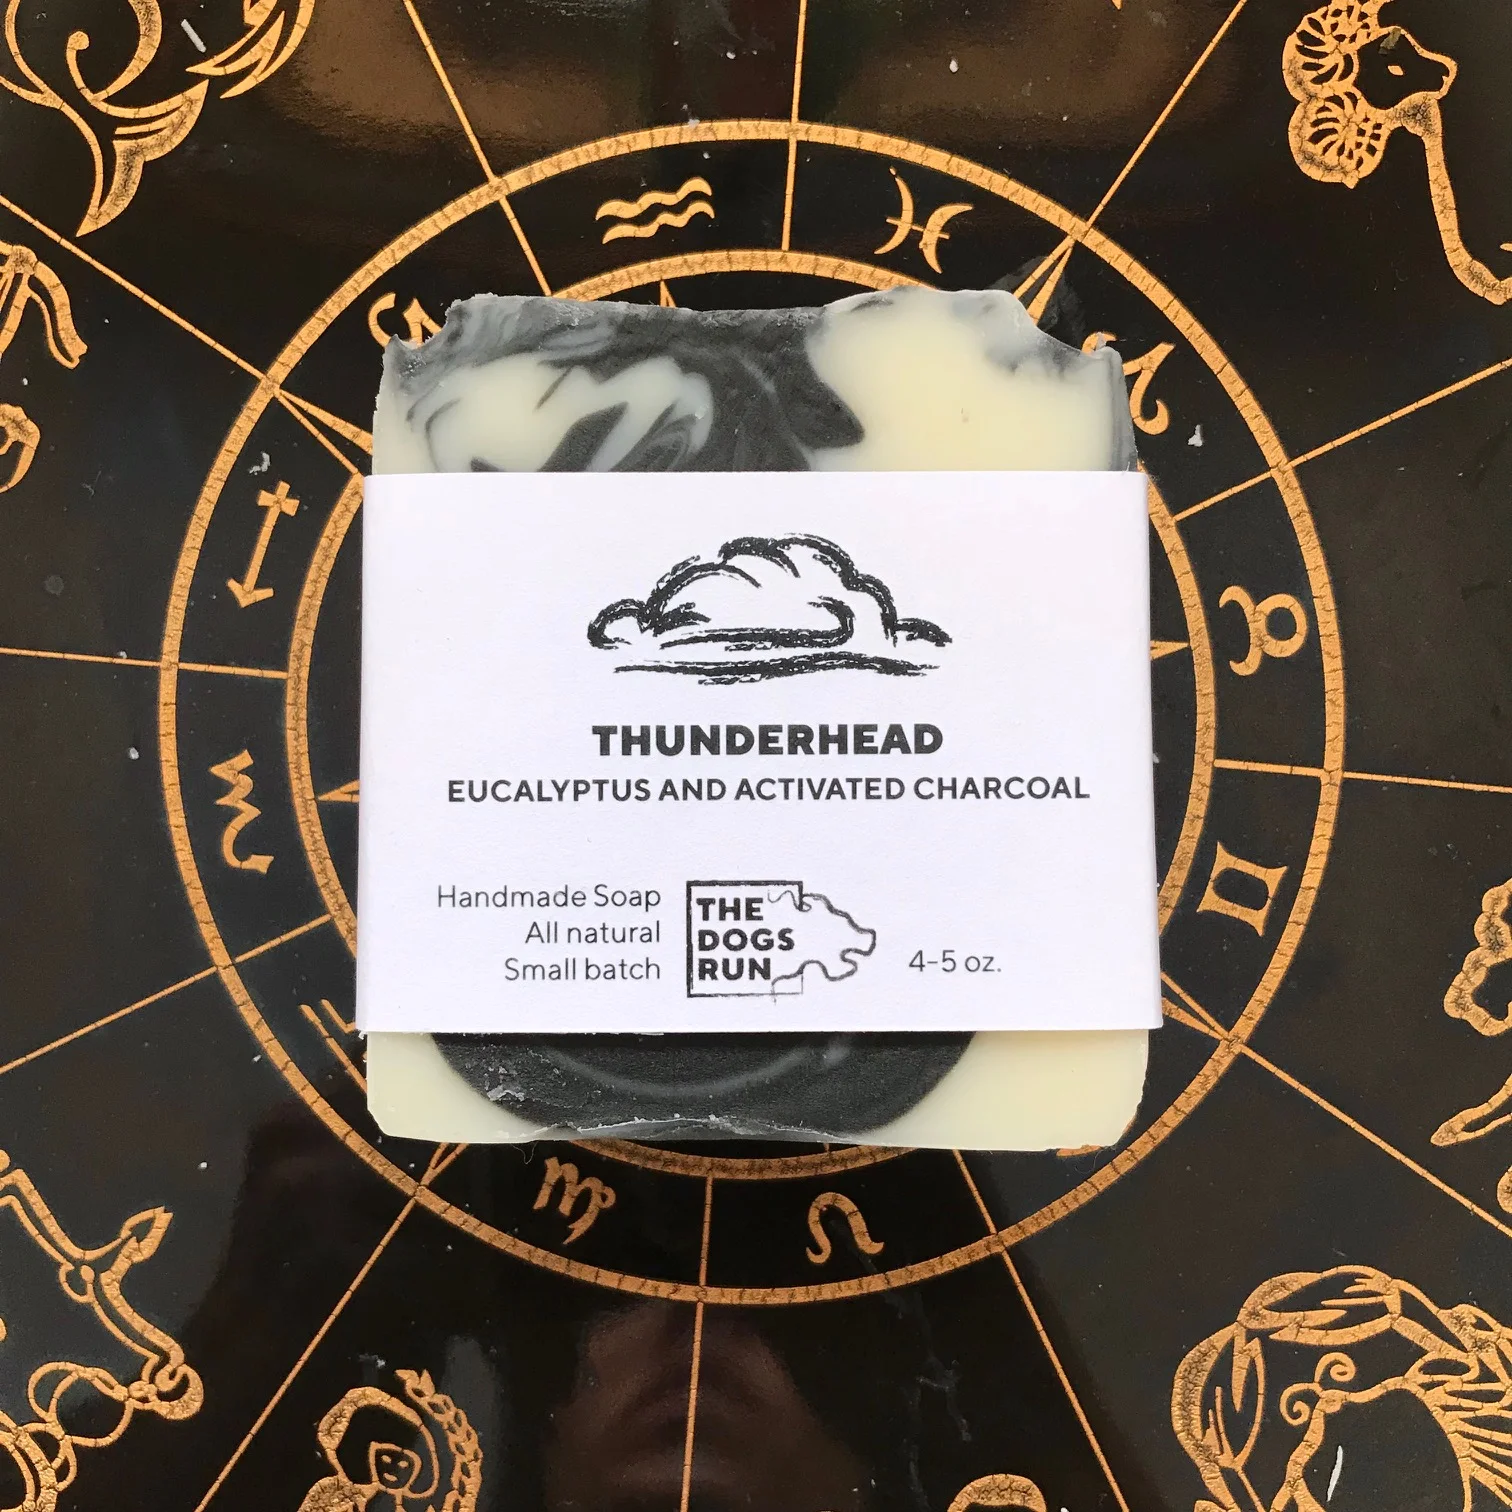 THUNDERHEAD
EUCALYPTUS AND ACTIVATED CHARCOAL
Handmade Soap
All natural
Small batch
THE
DOGS
RUN
4-5 oz.